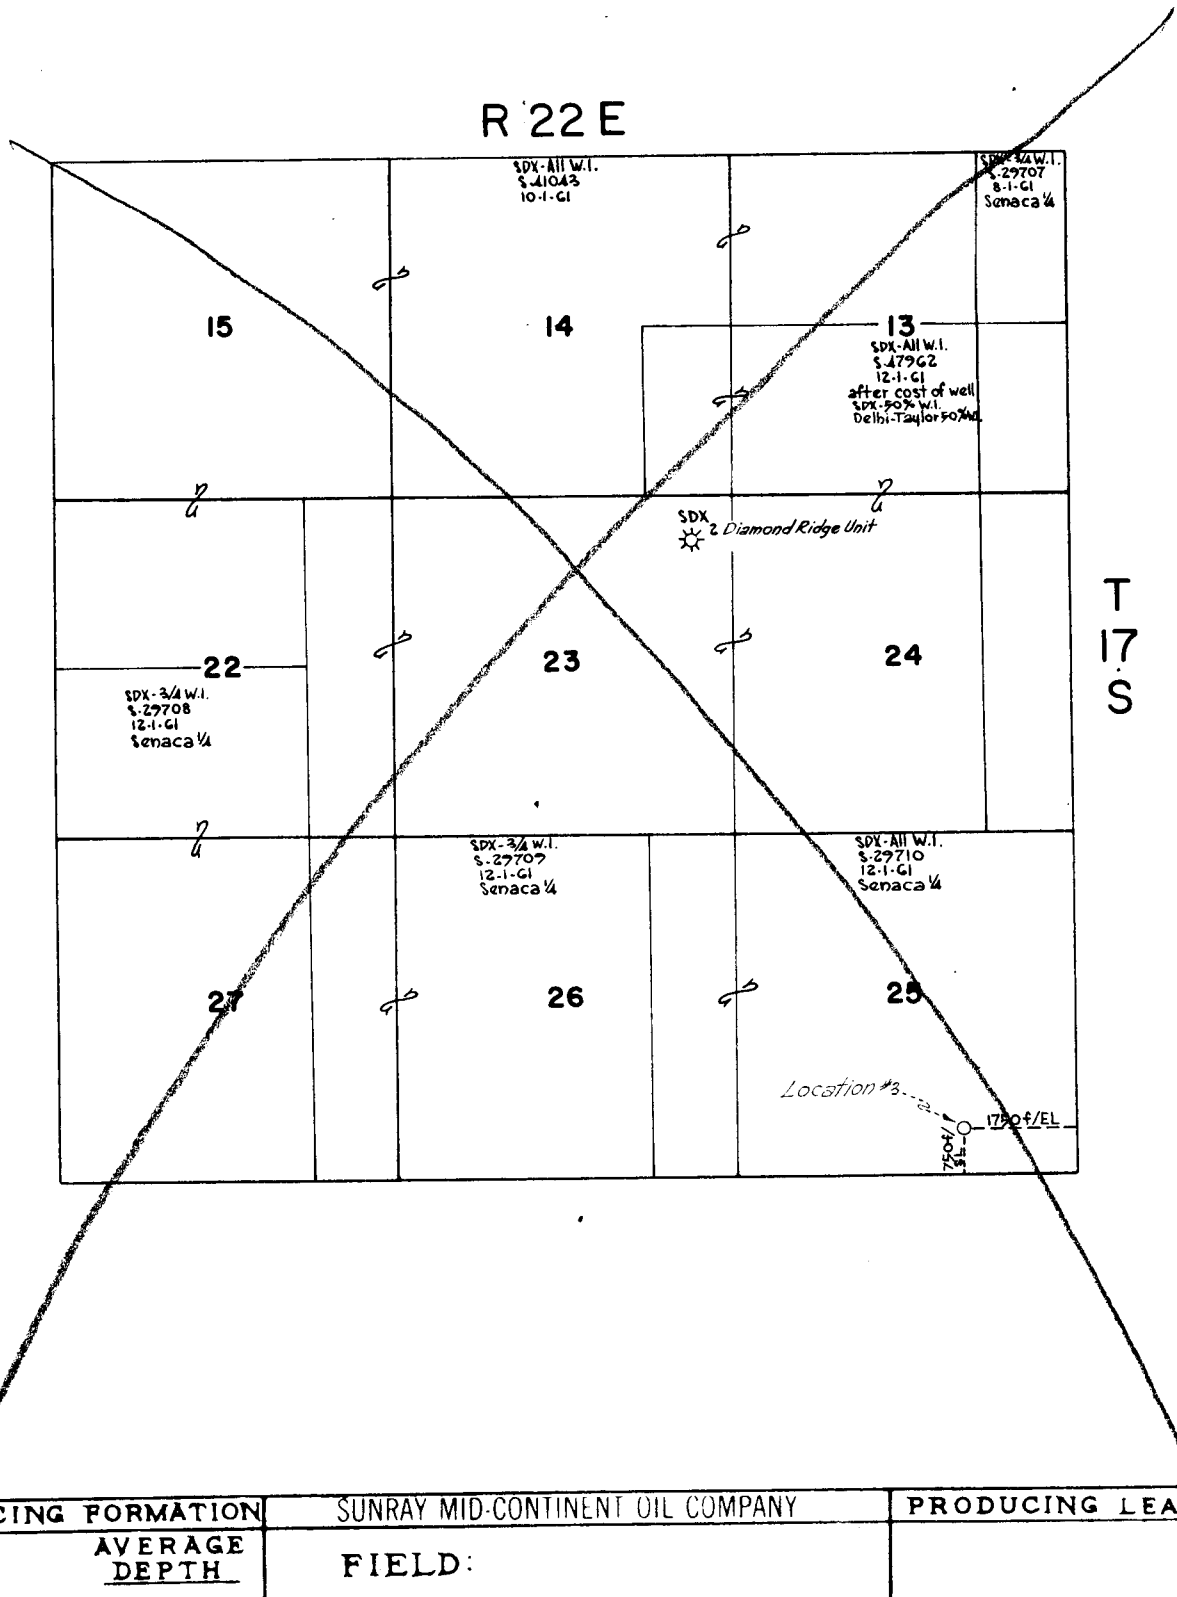 R 22 E
SDX-All W.I.
S-41043
10-1-61
SDX-3/4 W.I.
S-29707
8-1-61
Senaca 1/4
15
14
13
SDX-All W.I.
S-47962
12-1-61
after cost of well
SDX-50% W.I.
Delhi-Taylor 50% W.I.
SDX
2 Diamond Ridge Unit
T
17
S
22
23
24
SDX-3/4 W.I.
S-29708
12-1-61
Senaca 1/4
SDX-3/4 W.I.
S-29709
12-1-61
Senaca 1/4
SDX-All W.I.
S-29710
12-1-61
Senaca 1/4
27
26
25
Location #3
1750 f/EL
750 f/
SL
CING FORMATION
SUNRAY MID-CONTINENT OIL COMPANY
PRODUCING LEA
AVERAGE
DEPTH
FIELD: